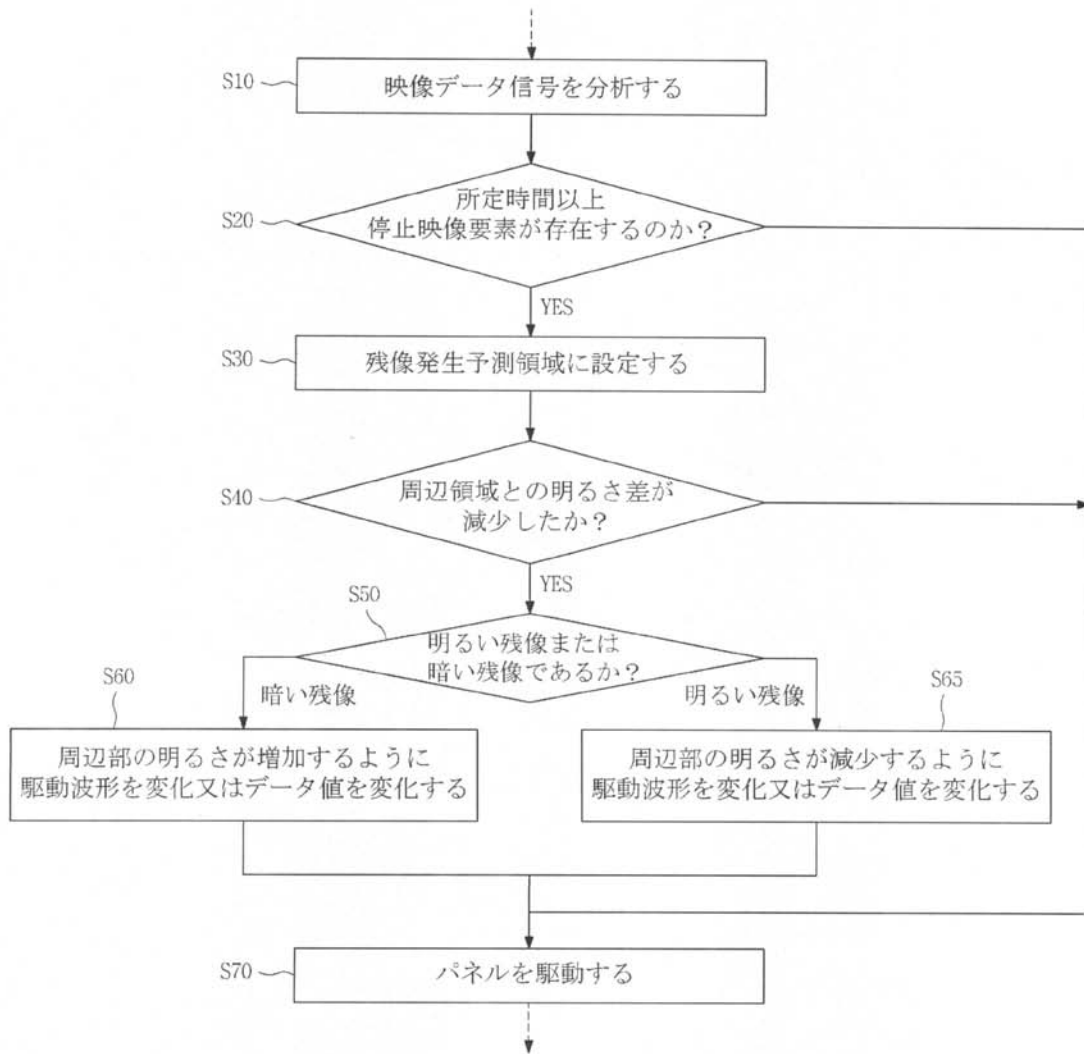 S10
映像データ信号を分析する
S20
所定時間以上
停止映像要素が存在するのか？
YES
S30
残像発生予測領域に設定する
S40
周辺領域との明るさ差が
減少したか？
YES
S50
明るい残像または
暗い残像であるか？
暗い残像
明るい残像
S60
周辺部の明るさが増加するように
駆動波形を変化又はデータ値を変化する
S65
周辺部の明るさが減少するように
駆動波形を変化又はデータ値を変化する
S70
パネルを駆動する